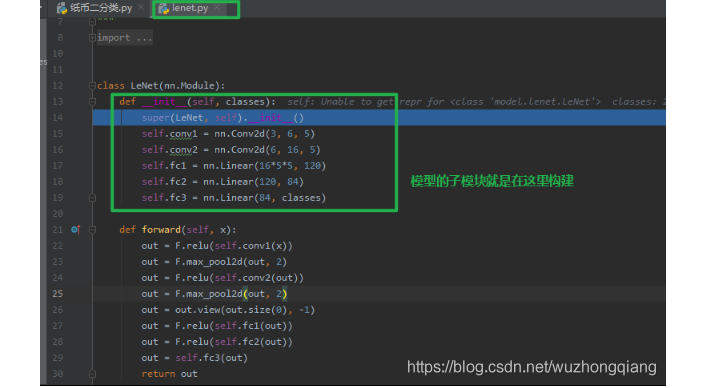 纸币二分类.py
lenet.py
7 """
8 import ...
10
11
12 class LeNet(nn.Module):
13 def __init__(self, classes): self: Unable to get repr for <class 'model.lenet.LeNet'> classes: 2
14 super(LeNet, self).__init__()
15 self.conv1 = nn.Conv2d(3, 6, 5)
16 self.conv2 = nn.Conv2d(6, 16, 5)
17 self.fc1 = nn.Linear(16*5*5, 120)
18 self.fc2 = nn.Linear(120, 84)
19 self.fc3 = nn.Linear(84, classes)
模型的子模块就是在这里构建
20
21 def forward(self, x):
22 out = F.relu(self.conv1(x))
23 out = F.max_pool2d(out, 2)
24 out = F.relu(self.conv2(out))
25 out = F.max_pool2d(out, 2)
26 out = out.view(out.size(0), -1)
27 out = F.relu(self.fc1(out))
28 out = F.relu(self.fc2(out))
29 out = self.fc3(out)
30 return out
https://blog.csdn.net/wuzhongqiang